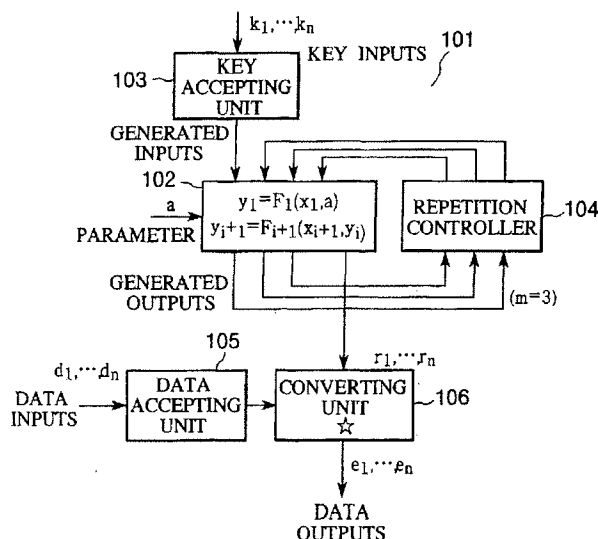 k1,⋯,kn
KEY INPUTS
101
103
KEY
ACCEPTING
UNIT
GENERATED
INPUTS
102
a
PARAMETER
y1=F1(x1,a)
yi+1=Fi+1(xi+1,yi)
REPETITION
CONTROLLER
104
GENERATED
OUTPUTS
(m=3)
105
d1,⋯,dn
DATA
INPUTS
DATA
ACCEPTING
UNIT
r1,⋯,rn
CONVERTING
UNIT
☆
106
e1,⋯,en
DATA
OUTPUTS